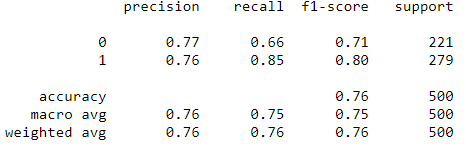 precision recall f1-score support
0 0.77 0.66 0.71 221
1 0.76 0.85 0.80 279
accuracy 0.76 500
macro avg 0.76 0.75 0.75 500
weighted avg 0.76 0.76 0.76 500